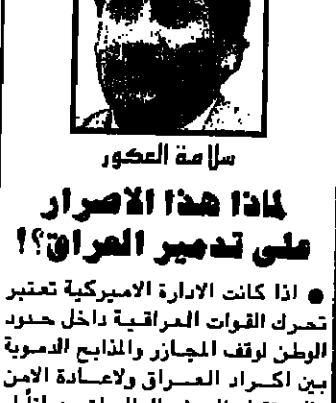 سلامة العكور
لماذا هذا الاصرار
على تدمير العراق؟!
● اذا كانت الادارة الاميركية تعتبر
تحرك القوات العراقية داخل حدود
الوطن لوقف المجازر والمذابح الدموية
بين اكراد العراق ولاعادة الامن